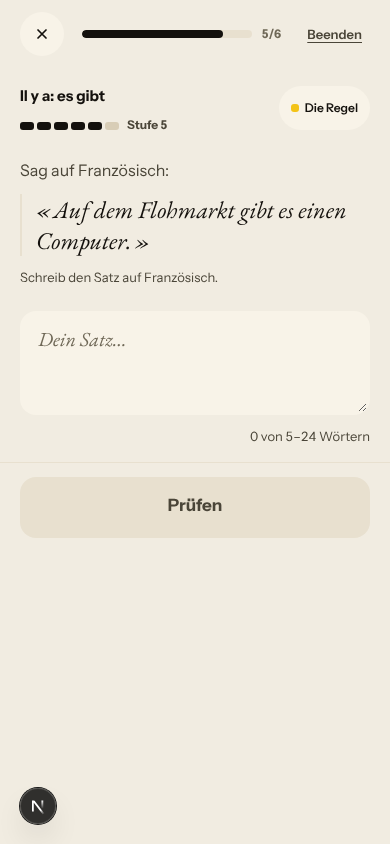 ✕ 5/6 Beenden
Il y a: es gibt
Stufe 5
Die Regel
Sag auf Französisch:
« Auf dem Flohmarkt gibt es einen
Computer. »
Schreib den Satz auf Französisch.
Dein Satz...
0 von 5–24 Wörtern
Prüfen
N